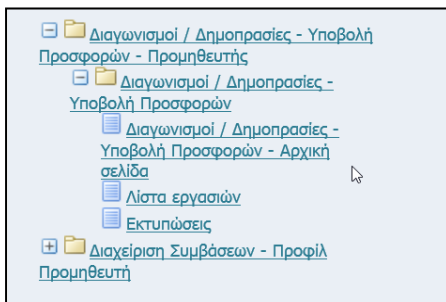 Διαγωνισμοί / Δημοπρασίες - Υποβολή
Προσφορών - Προμηθευτής
Διαγωνισμοί / Δημοπρασίες -
Υποβολή Προσφορών
Διαγωνισμοί / Δημοπρασίες -
Υποβολή Προσφορών - Αρχική
σελίδα
Λίστα εργασιών
Εκτυπώσεις
Διαχείριση Συμβάσεων - Προφίλ
Προμηθευτή